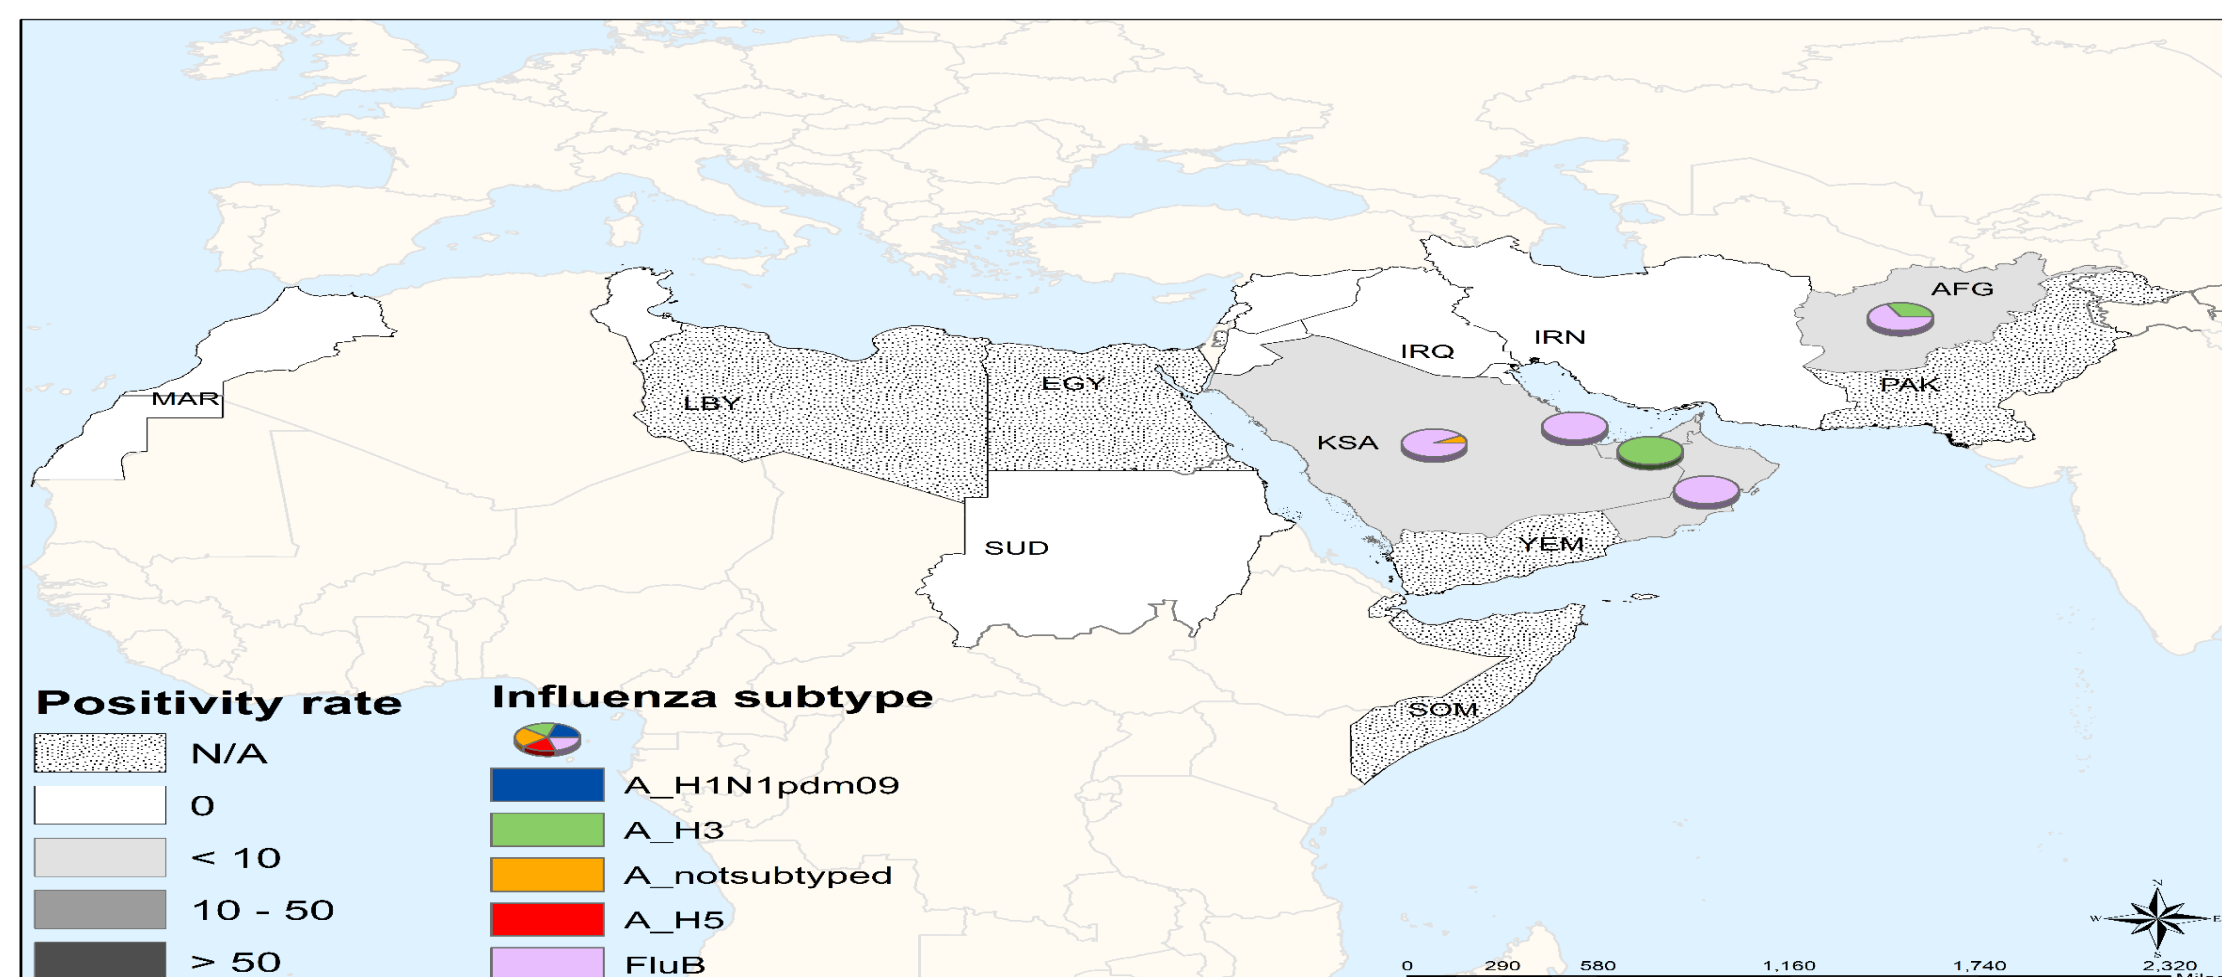 AFG
IRN
IRQ
PAK
EGY
MAR
LBY
KSA
YEM
SUD
SOM
Positivity rate
N/A
0
< 10
10 - 50
> 50
Influenza subtype
A_H1N1pdm09
A_H3
A_notsubtyped
A_H5
FluB
N
W
E
S
0 290 580 1,160 1,740 2,320